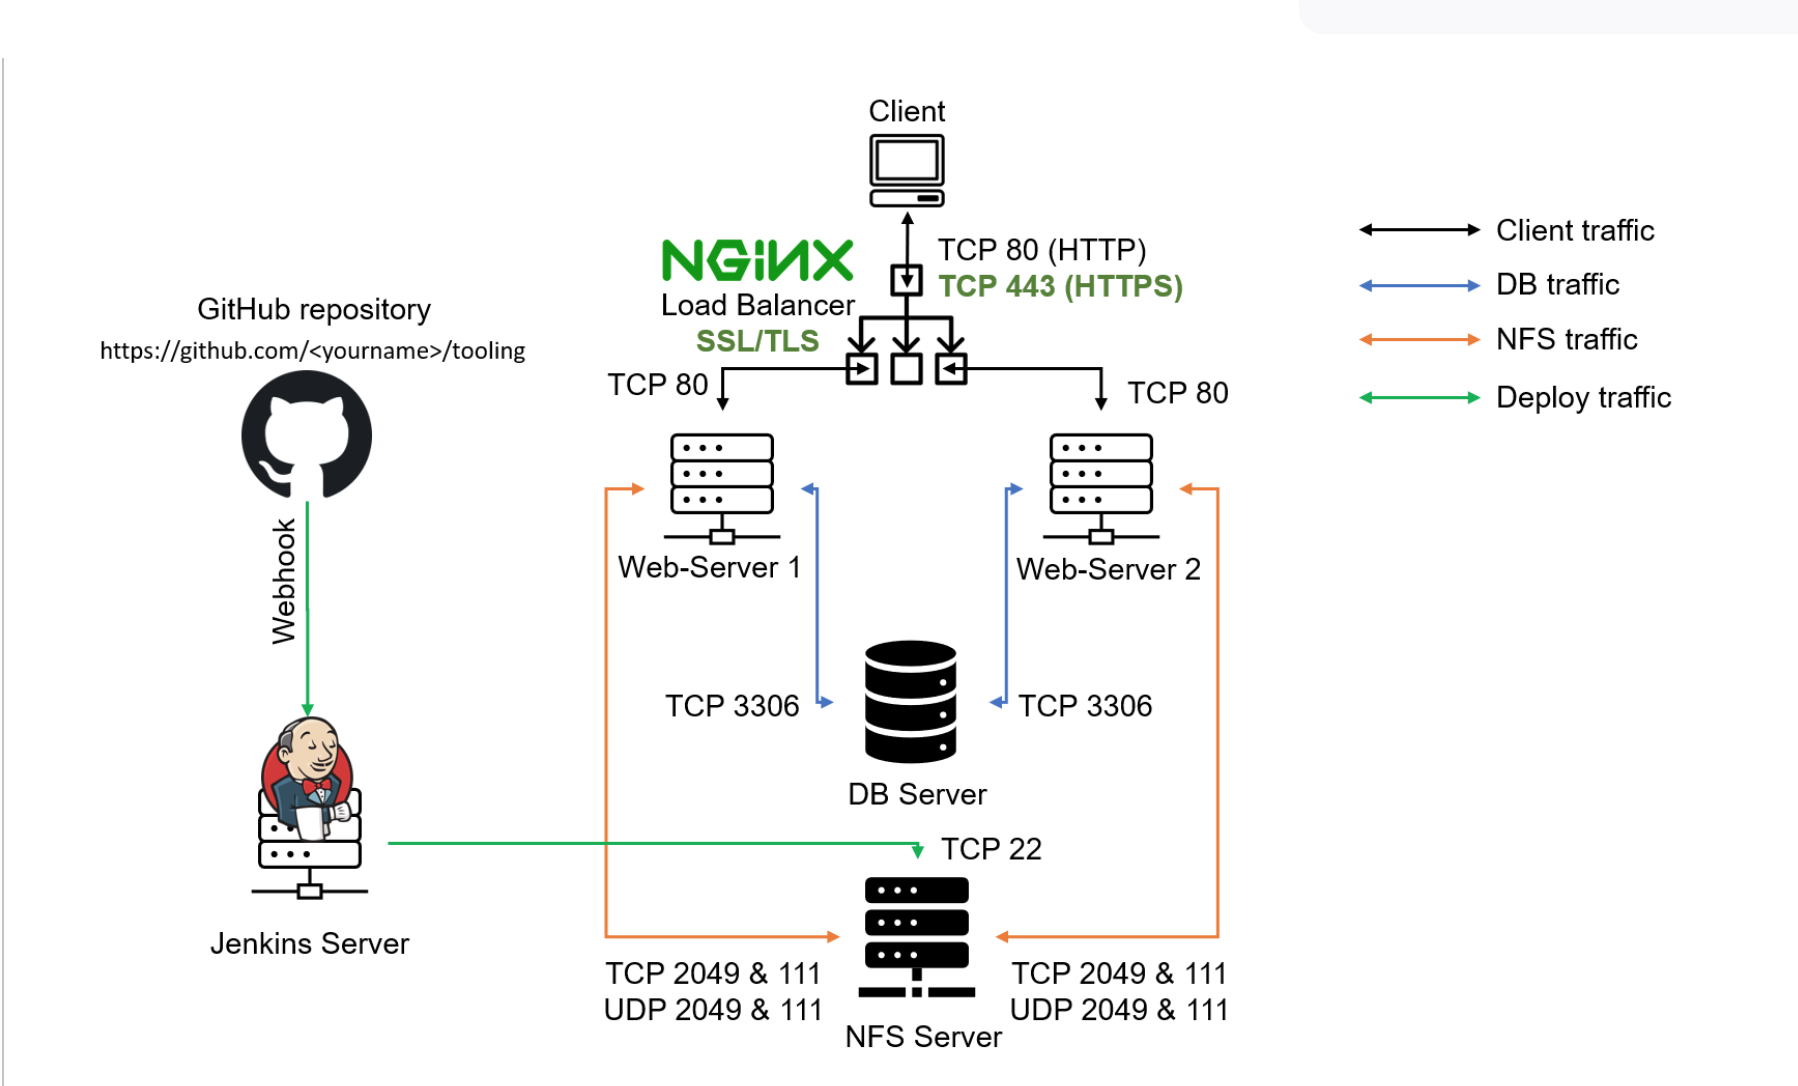 Client
NGiNX
TCP 80 (HTTP)
TCP 443 (HTTPS)
Load Balancer
SSL/TLS
Client traffic
DB traffic
NFS traffic
Deploy traffic
GitHub repository
https://github.com/<yourname>/tooling
TCP 80
TCP 80
Webhook
Web-Server 1
Web-Server 2
TCP 3306
TCP 3306
DB Server
TCP 22
Jenkins Server
TCP 2049 & 111
UDP 2049 & 111
TCP 2049 & 111
UDP 2049 & 111
NFS Server